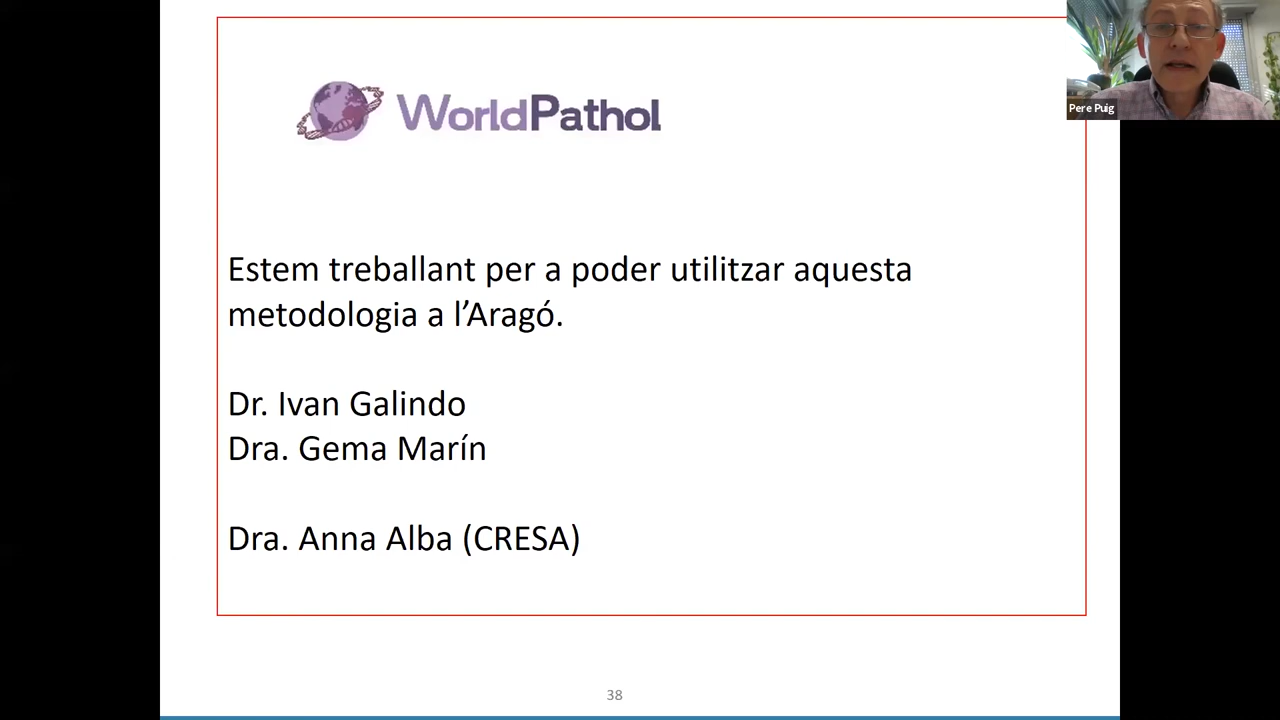 WorldPathol
Pere Puig
Estem treballant per a poder utilitzar aquesta
metodologia a l’Aragó.
Dr. Ivan Galindo
Dra. Gema Marín
Dra. Anna Alba (CRESA)
38